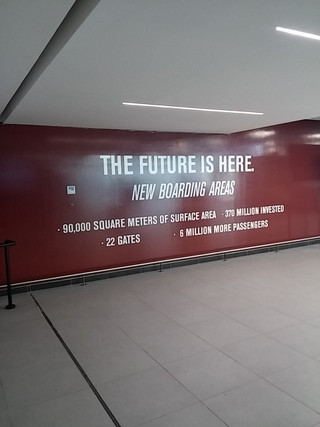 THE FUTURE IS HERE.
NEW BOARDING AREAS
· 90,000 SQUARE METERS OF SURFACE AREA · 370 MILLION INVESTED
· 22 GATES · 6 MILLION MORE PASSENGERS